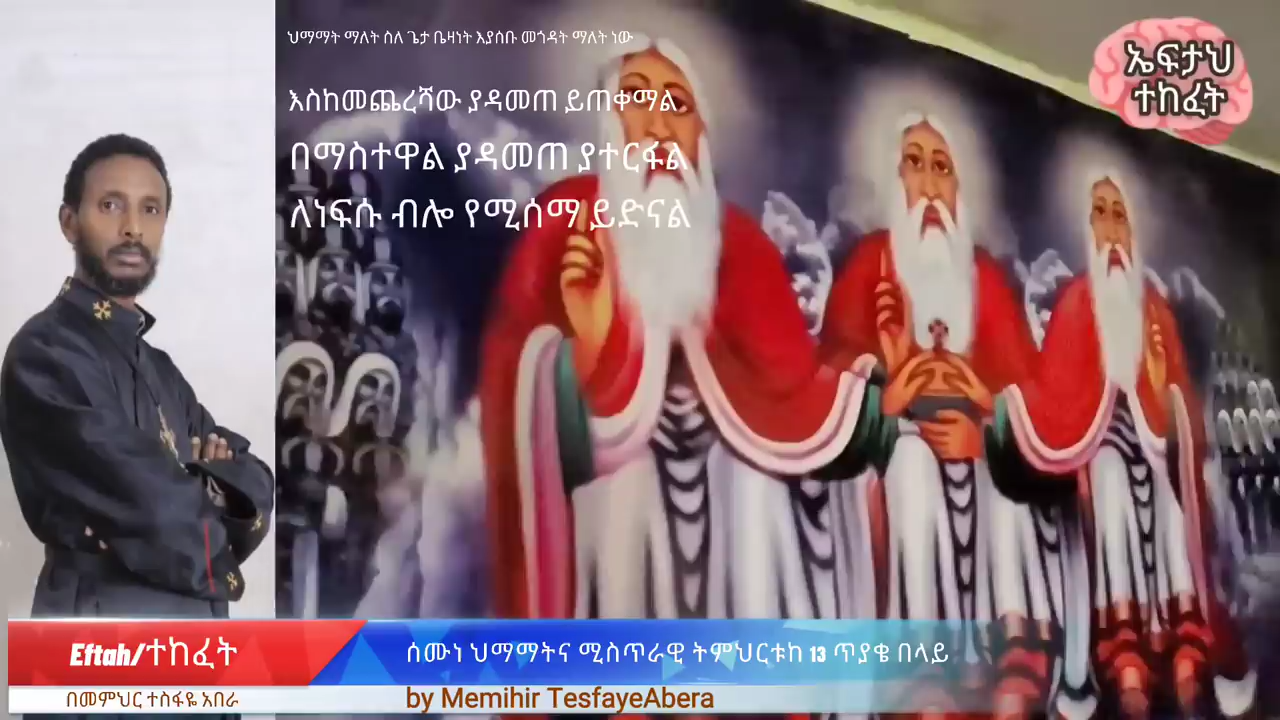 ህማማት ማለት ስለ ጌታ ቤዛነት እያሰቡ መጎዳት ማለት ነው
እስከመጨረሻው ያዳመጠ ይጠቀማል
በማስተዋል ያዳመጠ ያተርፋል
ለነፍሱ ብሎ የሚሰማ ይድናል
ኤፍታህ
ተከፈት
Eftah/ተከፈት
ሰሙነ ህማማትና ሚስጥራዊ ትምህርቱከ 13 ጥያቄ በላይ
በመምህር ተስፋዬ አበራ
by Memihir TesfayeAbera